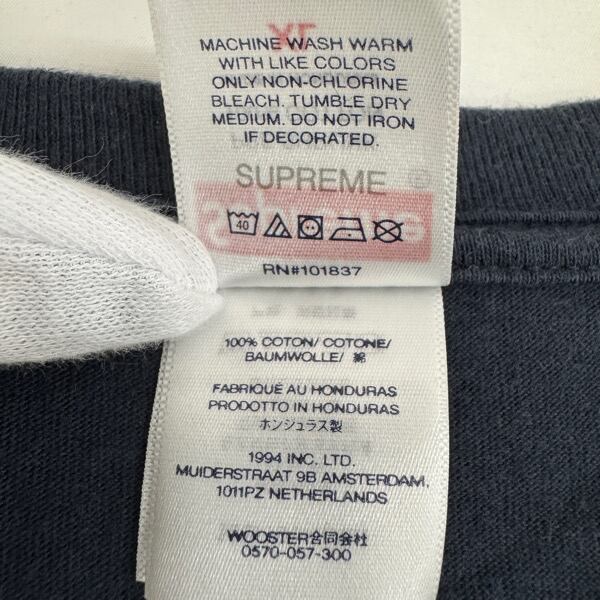 MACHINE WASH WARM
WITH LIKE COLORS
ONLY NON-CHLORINE
BLEACH. TUMBLE DRY
MEDIUM. DO NOT IRON
IF DECORATED.
SUPREME
40
RN#101837
100% COTON/ COTONE/
BAUMWOLLE/ 綿
FABRIQUÉ AU HONDURAS
PRODOTTO IN HONDURAS
ホンジュラス製
1994 INC. LTD.
MUIDERSTRAAT 9B AMSTERDAM.
1011PZ NETHERLANDS
WOOSTER合同会社
0570-057-300